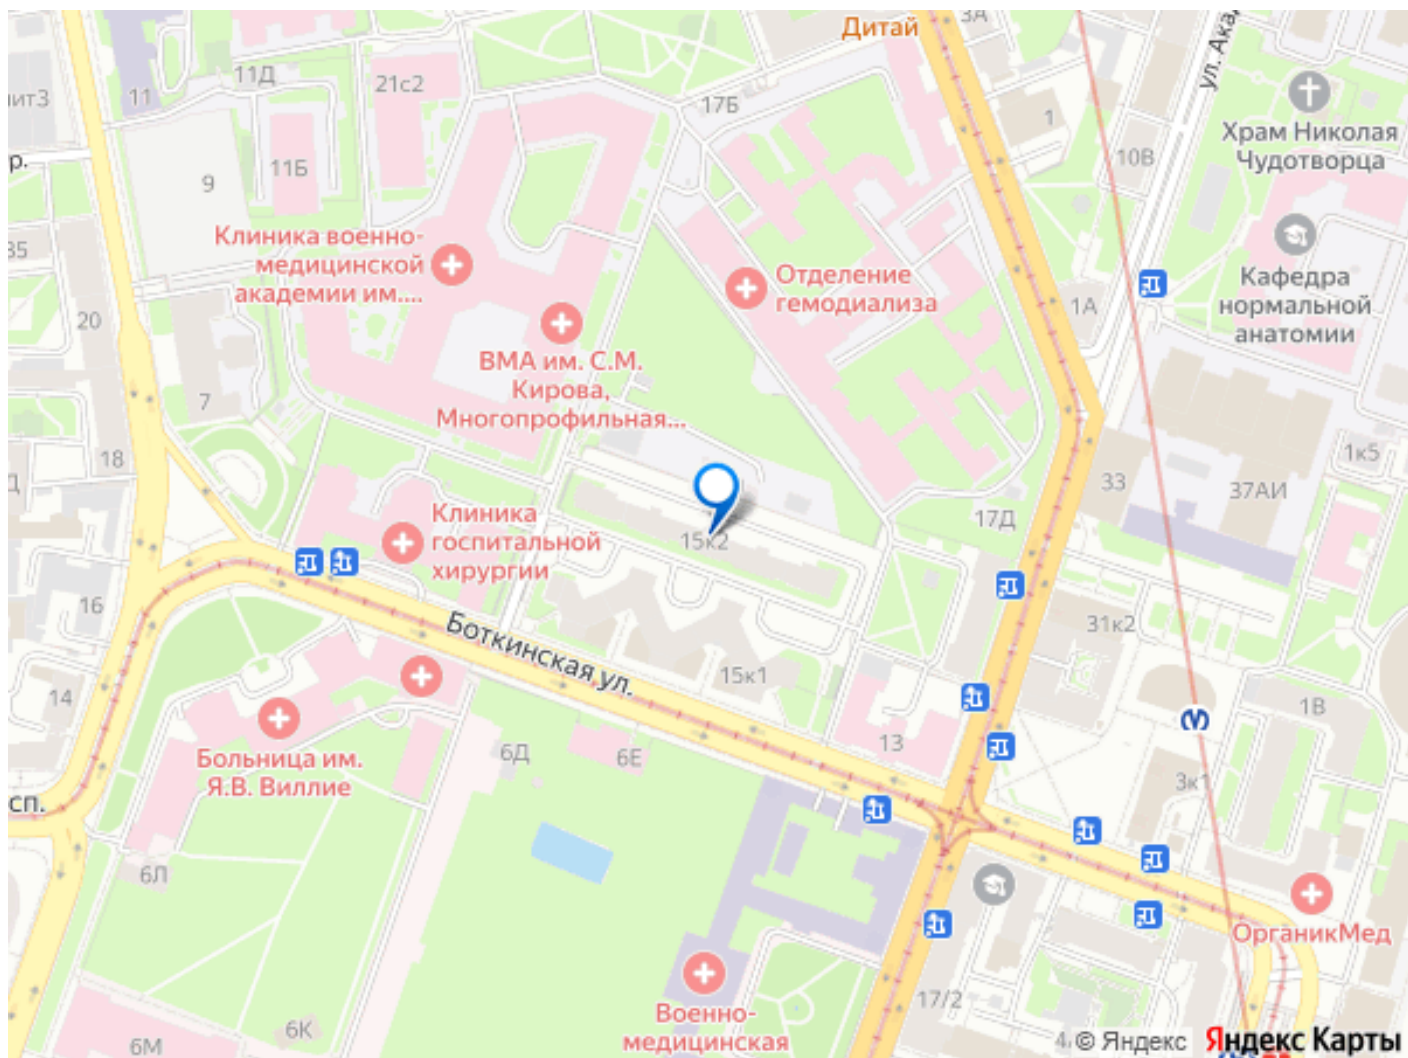 Дитай
3А
ул. Ака
11Д
21с2
11
17Б
1
Храм Николая
Чудотворца
10В
р.
9
11Б
Клиника военно-
медицинской
академии им....
Отделение
гемодиализа
Кафедра
нормальной
анатомии
1А
20
ВМА им. С.М.
Кирова,
Многопрофильная...
7
18
1к5
33
37АИ
17Д
Клиника
госпитальной
хирургии
15к2
16
Боткинская ул.
31к2
15к1
14
1В
13
Больница им.
Я.В. Виллие
6Д
6Е
3к1
сп.
6Л
ОрганикМед
17/2
Военно-
медицинская
6К
6М
© Яндекс Яндекс Карты